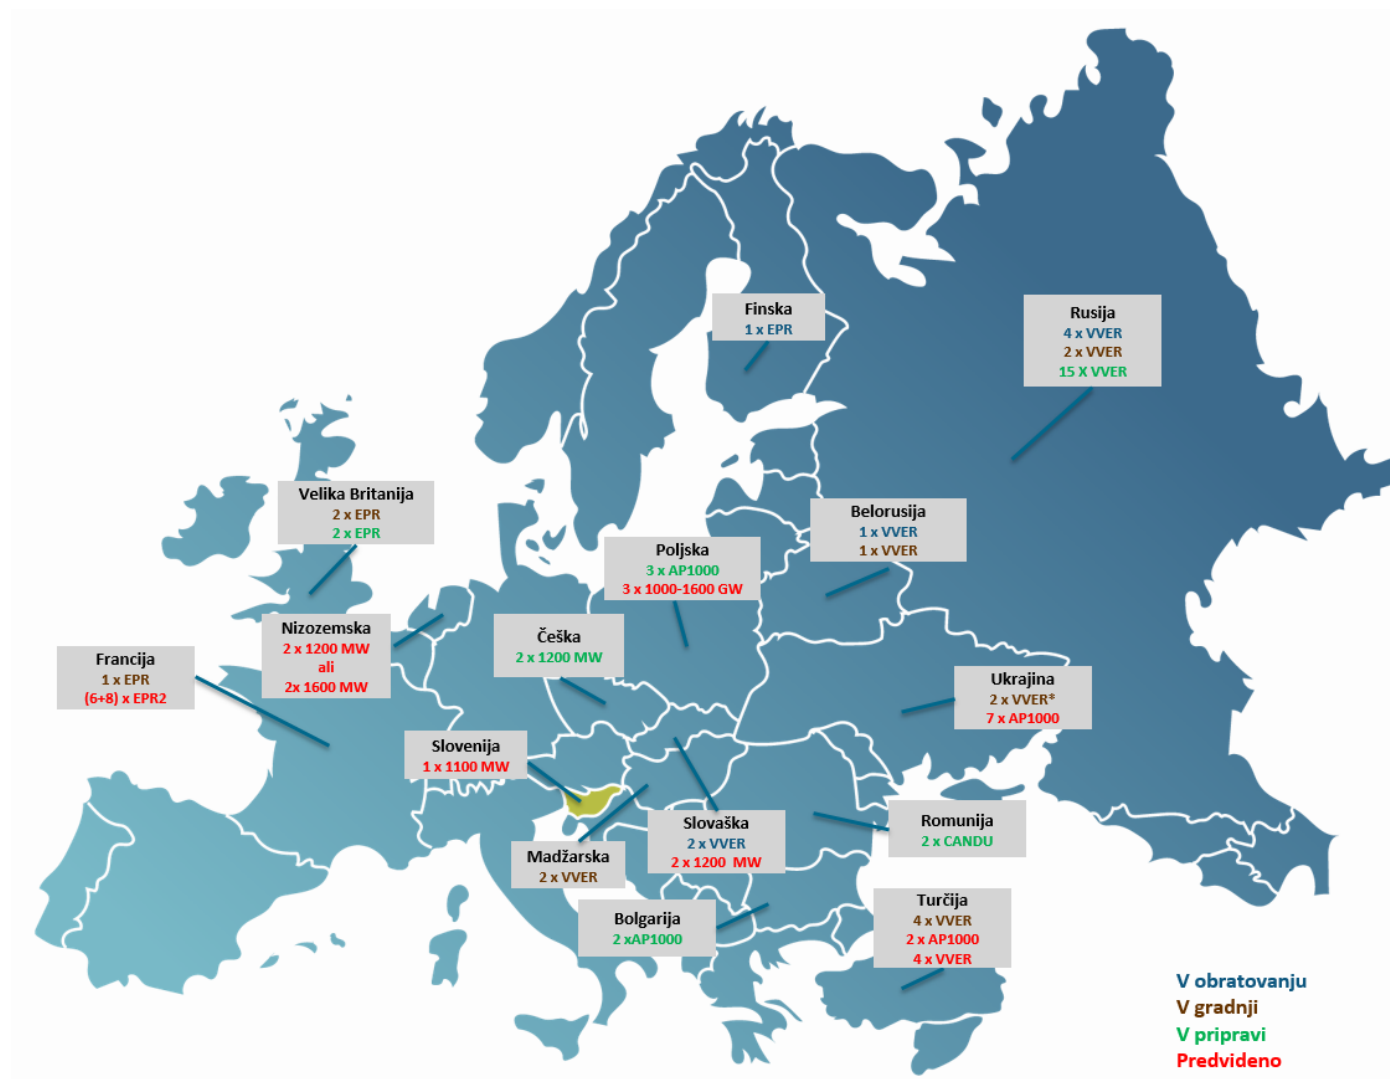 Finska
1 x EPR
Rusija
4 x VVER
2 x VVER
15 X VVER
Velika Britanija
2 x EPR
2 x EPR
Belorusija
1 x VVER
1 x VVER
Poljska
3 x AP1000
3 x 1000-1600 GW
Nizozemska
2 x 1200 MW
ali
2x 1600 MW
Češka
2 x 1200 MW
Francija
1 x EPR
(6+8) x EPR2
Ukrajina
2 x VVER*
7 x AP1000
Slovenija
1 x 1100 MW
Slovaška
2 x VVER
2 x 1200 MW
Romunija
2 x CANDU
Madžarska
2 x VVER
Bolgarija
2 xAP1000
Turčija
4 x VVER
2 x AP1000
4 x VVER
V obratovanju
V gradnji
V pripravi
Predvideno